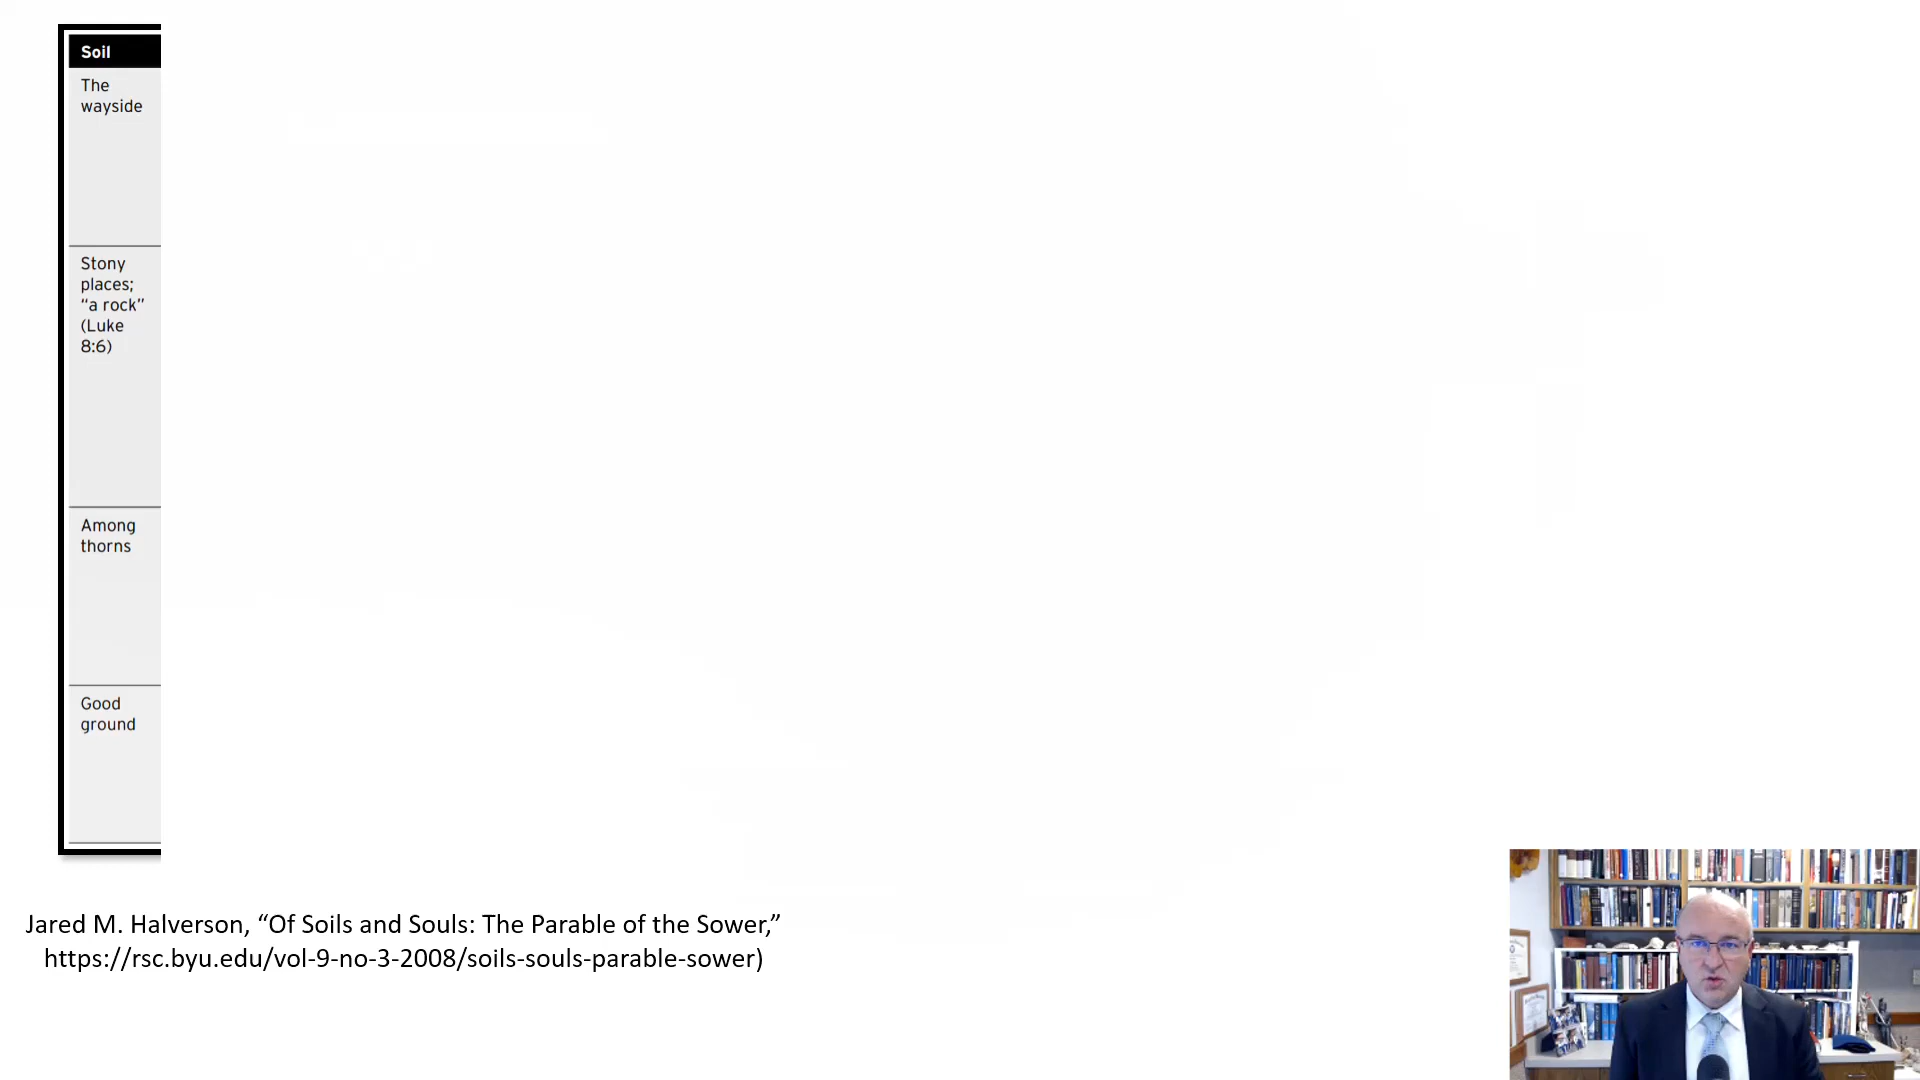 Soil
The
wayside
Stony
places;
“a rock”
(Luke
8:6)
Among
thorns
Good
ground
Jared M. Halverson, “Of Soils and Souls: The Parable of the Sower,”
https://rsc.byu.edu/vol-9-no-3-2008/soils-souls-parable-sower)